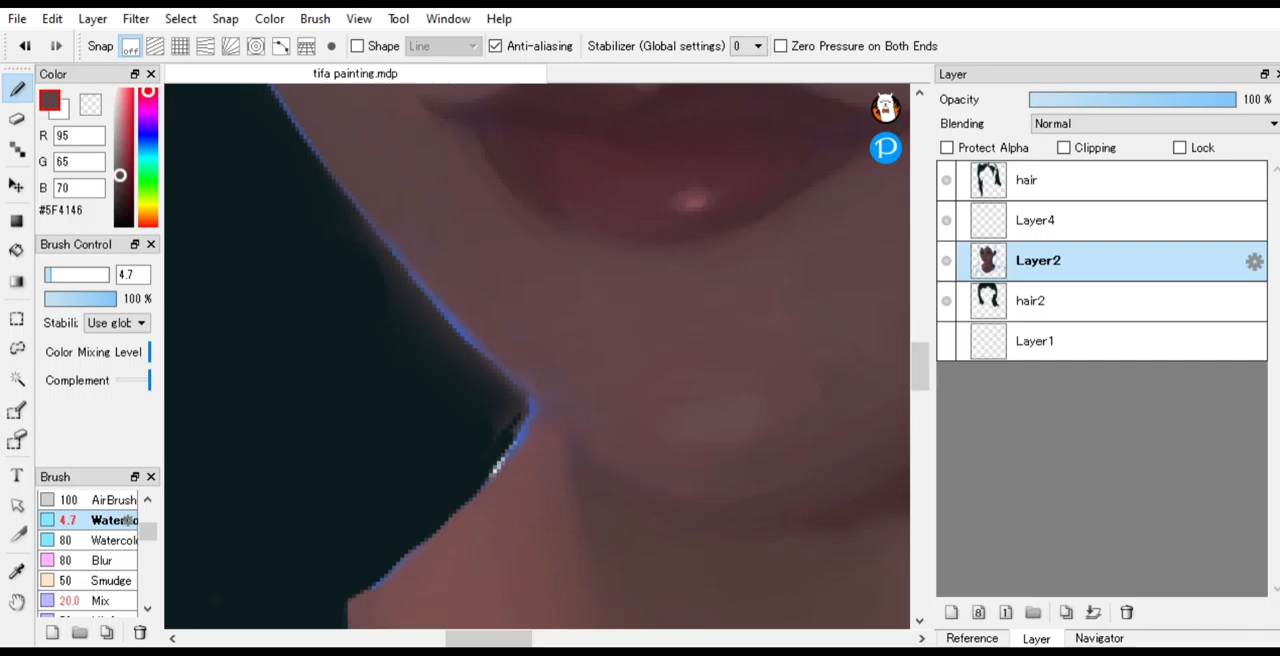 File Edit Layer Filter Select Snap Color Brush View Tool Window Help
Snap off Shape Line Anti-aliasing Stabilizer (Global settings) 0 Zero Pressure on Both Ends
Color
tifa painting.mdp
Layer
R 95
G 65
B 70
#5F4146
Opacity 100 %
Blending Normal
Protect Alpha Clipping Lock
hair
Layer4
Layer2
hair2
Layer1
Brush Control
4.7
100 %
Stabili: Use glob
Color Mixing Level
Complement
Brush
100 AirBrush
4.7 Waterco
80 Watercol
80 Blur
50 Smudge
20.0 Mix
T
P
8 1
Reference Layer Navigator